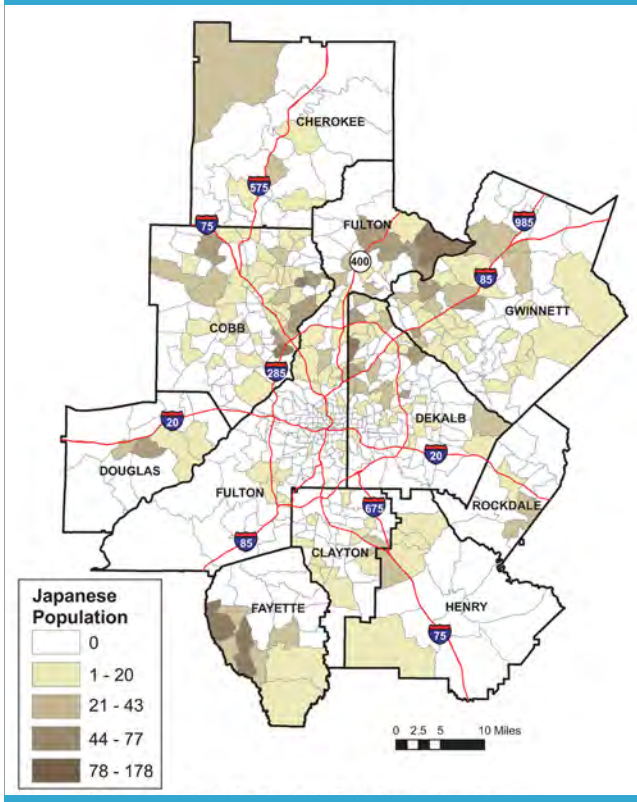 CHEROKEE
575
75
FULTON
985
400
85
COBB
GWINNETT
285
DEKALB
20
20
DOUGLAS
FULTON
ROCKDALE
675
85
CLAYTON
FAYETTE
HENRY
75
Japanese
Population
0
1 - 20
21 - 43
44 - 77
78 - 178
0 2.5 5 10 Miles